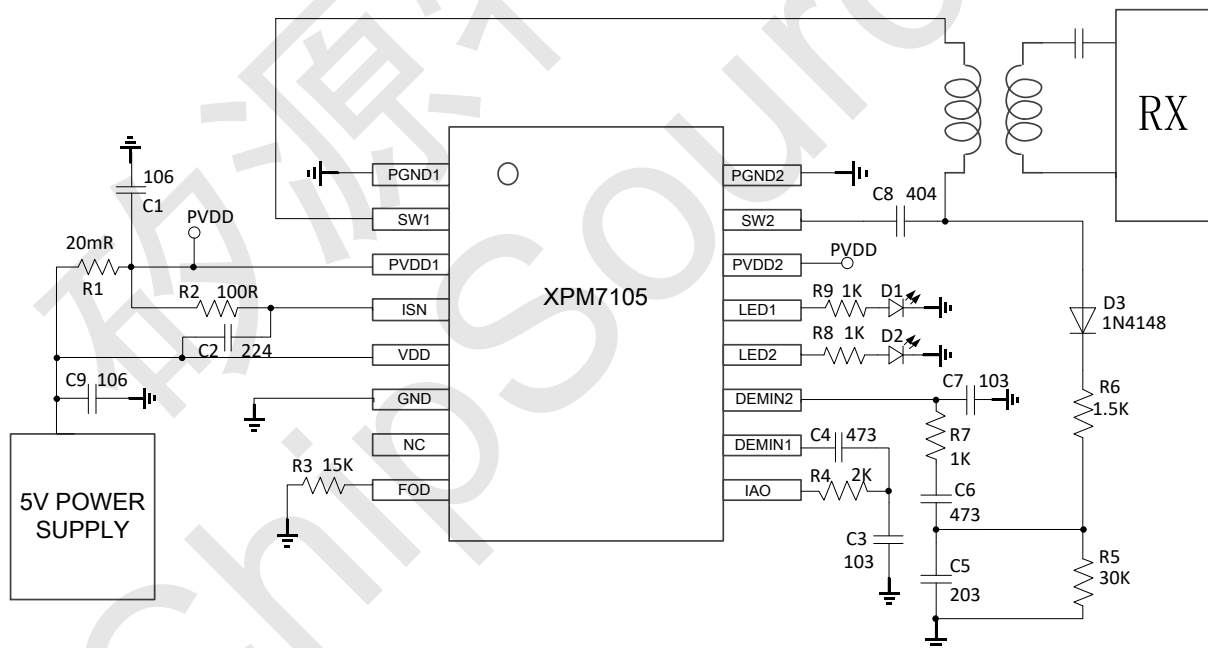 RX
106
C1
PVDD
20mR
R1
R2 100R
C2 224
C9 106
5V POWER
SUPPLY
R3 15K
PGND1
SW1
PVDD1
ISN
VDD
GND
NC
FOD
XPM7105
PGND2
SW2
PVDD2
LED1
LED2
DEMIN2
DEMIN1
IAO
C8 404
PVDD
R9 1K D1
R8 1K D2
D3
1N4148
C7 103
R6
1.5K
C4 473
R7
1K
R4 2K
C6
473
C3
103
C5
203
R5
30K
矽源
ChipSourc